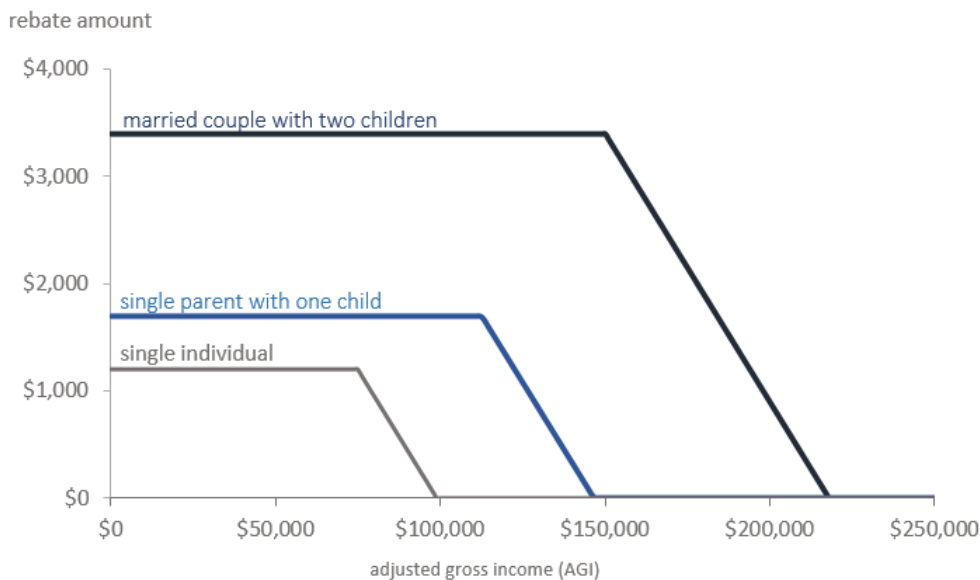 rebate amount
$4,000
married couple with two children
$3,000
$2,000
single parent with one child
single individual
$1,000
$0
$0 $50,000 $100,000 $150,000 $200,000 $250,000
adjusted gross income (AGI)